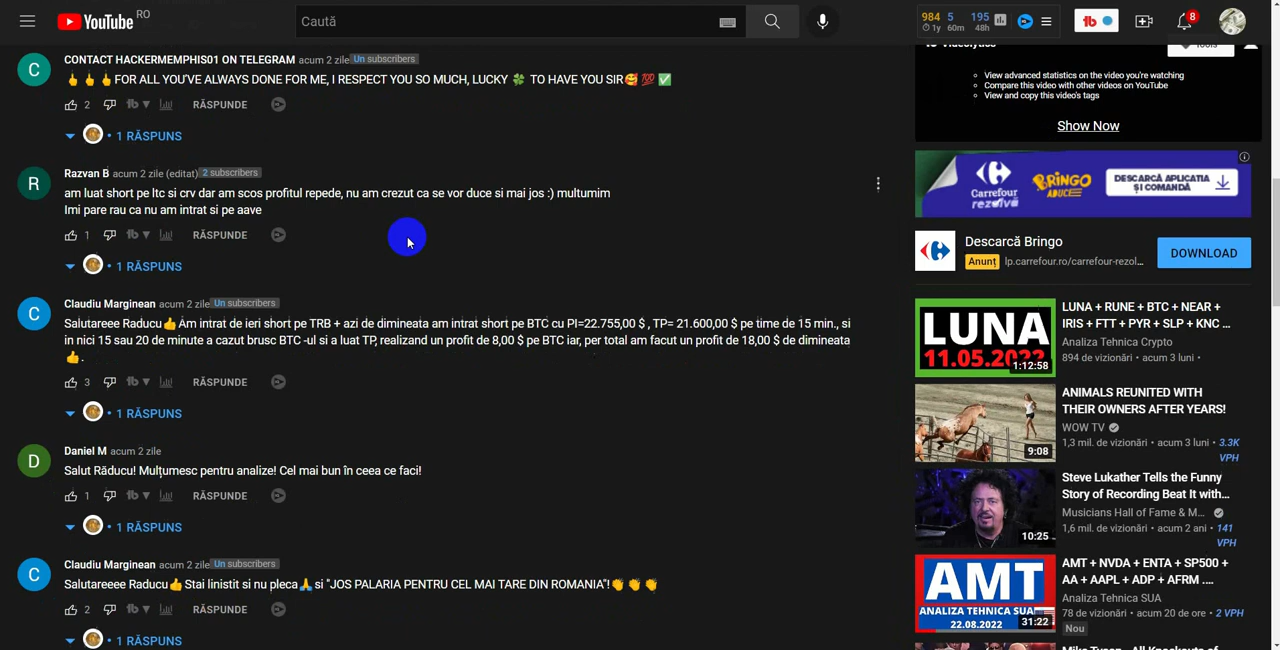 YouTube RO
Caută
984 5 195
1y 60m 48h
8
C
CONTACT HACKERMEMPHIS01 ON TELEGRAM acum 2 zile Un subscribers
👆👆👆FOR ALL YOU'VE ALWAYS DONE FOR ME, I RESPECT YOU SO MUCH, LUCKY 🍀 TO HAVE YOU SIR🥰 💯 ✅
2 RĂSPUNDE
1 RĂSPUNS
R
Razvan B acum 2 zile (editat) 2 subscribers
am luat short pe ltc si crv dar am scos profitul repede, nu am crezut ca se vor duce si mai jos :) multumim
Imi pare rau ca nu am intrat si pe aave
1 RĂSPUNDE
1 RĂSPUNS
C
Claudiu Marginean acum 2 zile Un subscribers
Salutareee Raducu👍Am intrat de ieri short pe TRB + azi de dimineata am intrat short pe BTC cu PI=22.755,00 $ , TP= 21.600,00 $ pe time de 15 min., si
in nici 15 sau 20 de minute a cazut brusc BTC -ul si a luat TP, realizand un profit de 8,00 $ pe BTC iar, per total am facut un profit de 18,00 $ de dimineata
👍.
3 RĂSPUNDE
1 RĂSPUNS
D
Daniel M acum 2 zile
Salut Răducu! Mulțumesc pentru analize! Cel mai bun în ceea ce faci!
1 RĂSPUNDE
1 RĂSPUNS
C
Claudiu Marginean acum 2 zile Un subscribers
Salutareeee Raducu👍Stai linistit si nu pleca🙏si "JOS PALARIA PENTRU CEL MAI TARE DIN ROMANIA"!👏👏👏
2 RĂSPUNDE
1 RĂSPUNS
Tools
View advanced statistics on the video you're watching
Compare this video with other videos on YouTube
View and copy this video's tags
Show Now
Carrefour
rezolvă
BRINGO
ADUCE
DESCARCĂ APLICAȚIA
ȘI COMANDĂ
Descarcă Bringo
Anunț lp.carrefour.ro/carrefour-rezol...
DOWNLOAD
LUNA
11.05.2022
1:12:58
LUNA + RUNE + BTC + NEAR +
IRIS + FTT + PYR + SLP + KNC ...
Analiza Tehnica Crypto
894 de vizionări • acum 3 luni •
9:08
ANIMALS REUNITED WITH
THEIR OWNERS AFTER YEARS!
WOW TV
1,3 mil. de vizionări • acum 3 luni • 3.3K
VPH
10:25
Steve Lukather Tells the Funny
Story of Recording Beat It with...
Musicians Hall of Fame & M...
1,6 mil. de vizionări • acum 2 ani • 141
VPH
AMT
ANALIZA TEHNICA SUA
22.08.2022
31:22
AMT + NVDA + ENTA + SP500 +
AA + AAPL + ADP + AFRM ....
Analiza Tehnica SUA
78 de vizionări • acum 20 de ore • 2 VPH
Nou